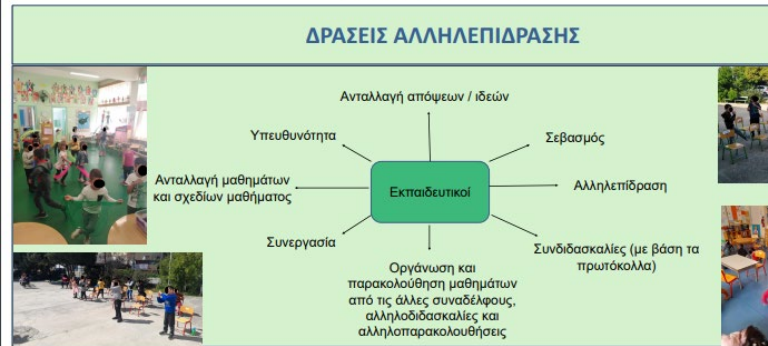 ΔΡΑΣΕΙΣ ΑΛΛΗΛΕΠΙΔΡΑΣΗΣ
Ανταλλαγή απόψεων / ιδεών
Υπευθυνότητα
Σεβασμός
Ανταλλαγή μαθημάτων
και σχεδίων μαθήματος
Εκπαιδευτικοί
Αλληλεπίδραση
Συνεργασία
Συνδιδασκαλίες (με βάση τα
πρωτόκολλα)
Οργάνωση και
παρακολούθηση μαθημάτων
από τις άλλες συναδέλφους,
αλληλοδιδασκαλίες και
αλληλοπαρακολουθήσεις